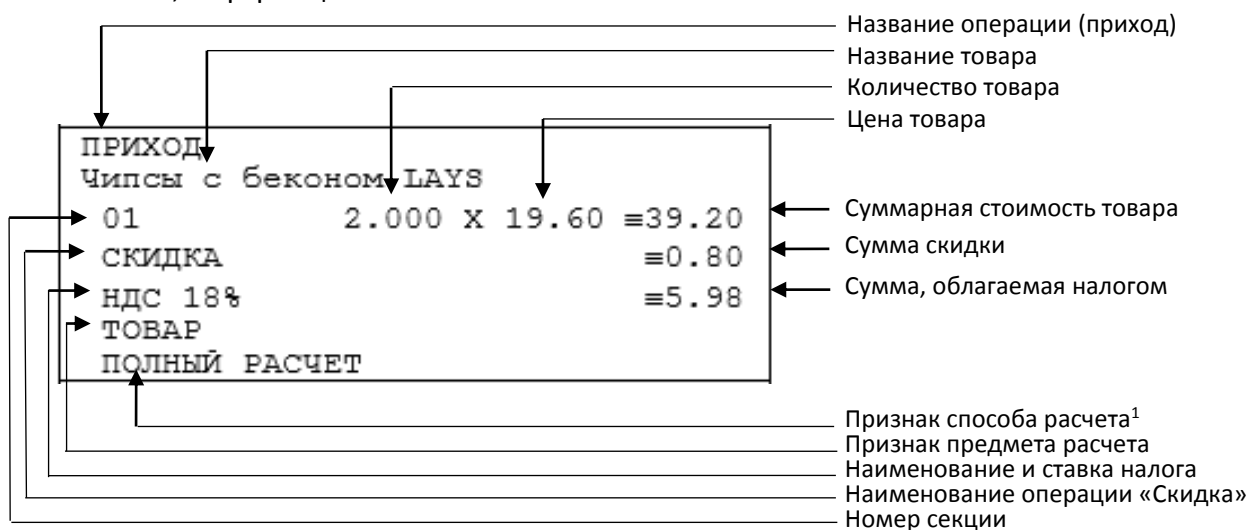 Название операции (приход)
Название товара
Количество товара
Цена товара
ПРИХОД
Чипсы с беконом LAYS
01 2.000 X 19.60 ≡39.20
СКИДКА ≡0.80
НДС 18% ≡5.98
ТОВАР
ПОЛНЫЙ РАСЧЕТ
Суммарная стоимость товара
Сумма скидки
Сумма, облагаемая налогом
Признак способа расчета¹
Признак предмета расчета
Наименование и ставка налога
Наименование операции «Скидка»
Номер секции